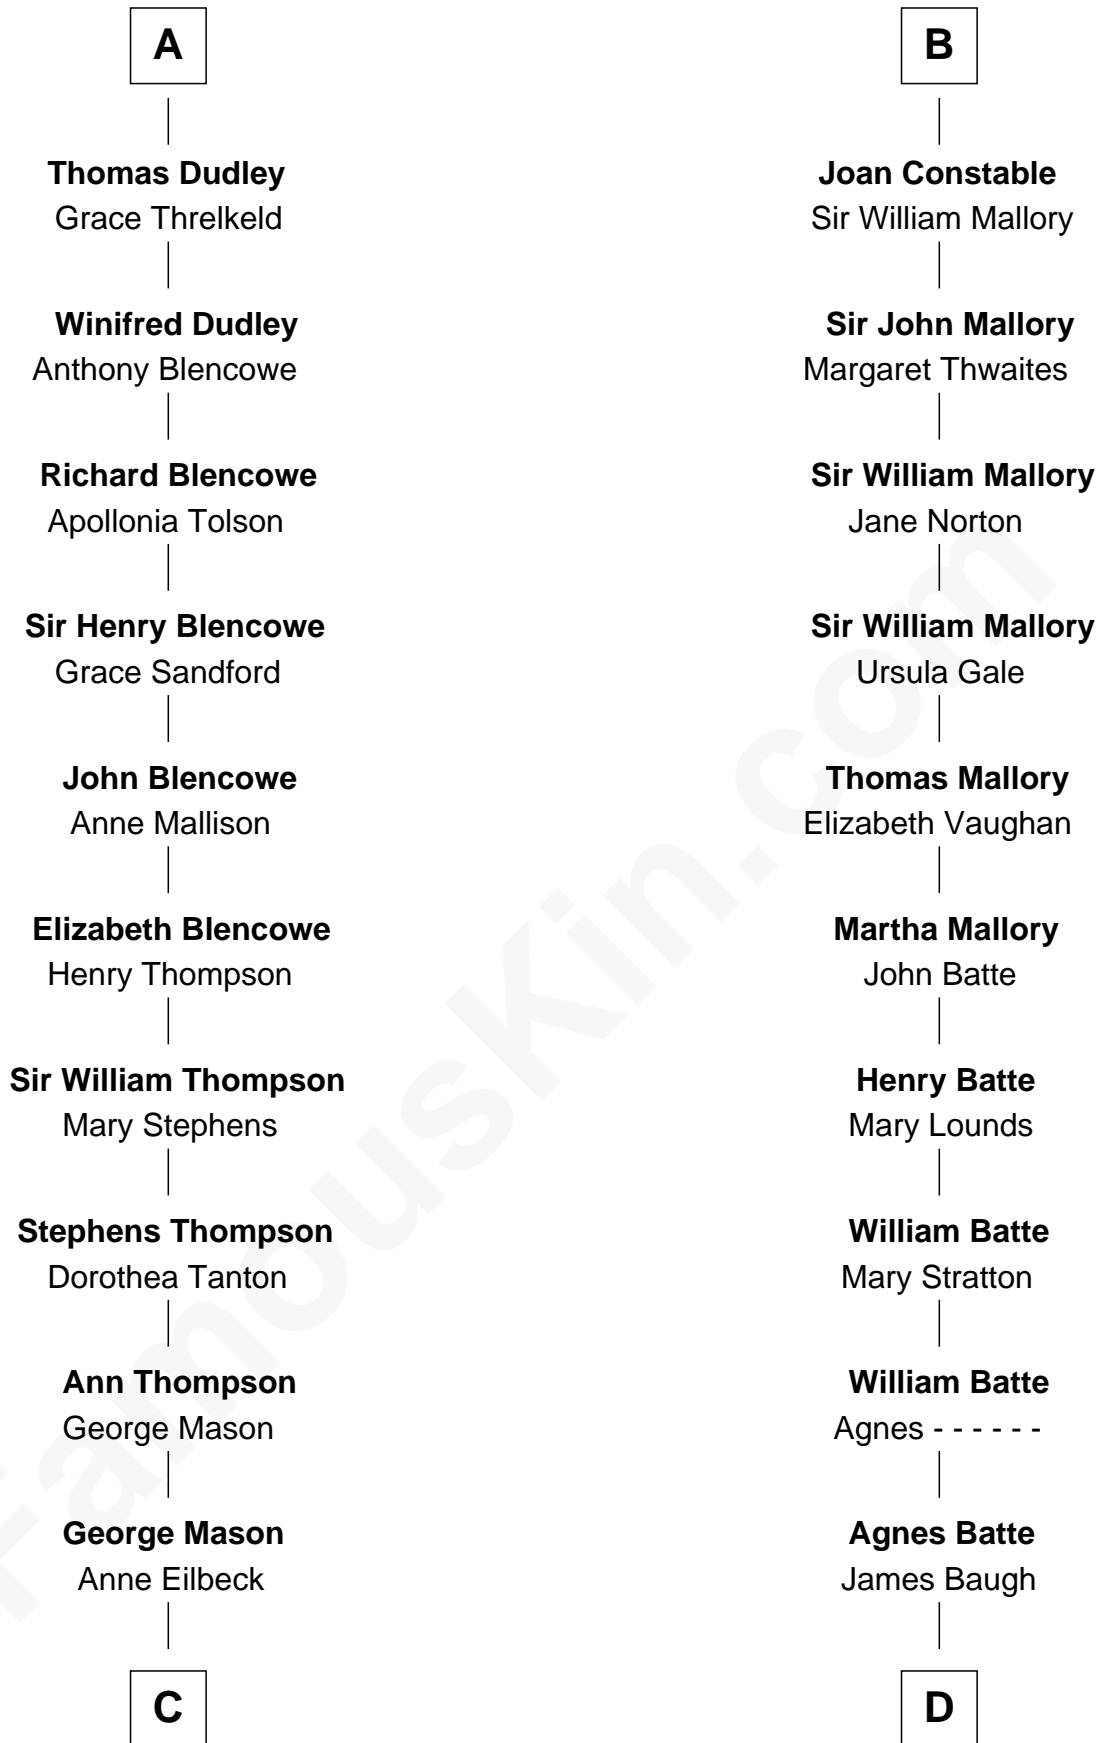 A
Thomas Dudley
Grace Threlkeld
Winifred Dudley
Anthony Blencowe
Richard Blencowe
Apollonia Tolson
Sir Henry Blencowe
Grace Sandford
John Blencowe
Anne Mallison
Elizabeth Blencowe
Henry Thompson
Sir William Thompson
Mary Stephens
Stephens Thompson
Dorothea Tanton
Ann Thompson
George Mason
George Mason
Anne Eilbeck
C
B
Joan Constable
Sir William Mallory
Sir John Mallory
Margaret Thwaites
Sir William Mallory
Jane Norton
Sir William Mallory
Ursula Gale
Thomas Mallory
Elizabeth Vaughan
Martha Mallory
John Batte
Henry Batte
Mary Lounds
William Batte
Mary Stratton
William Batte
Agnes - - - - - -
Agnes Batte
James Baugh
D
FamousKin.com